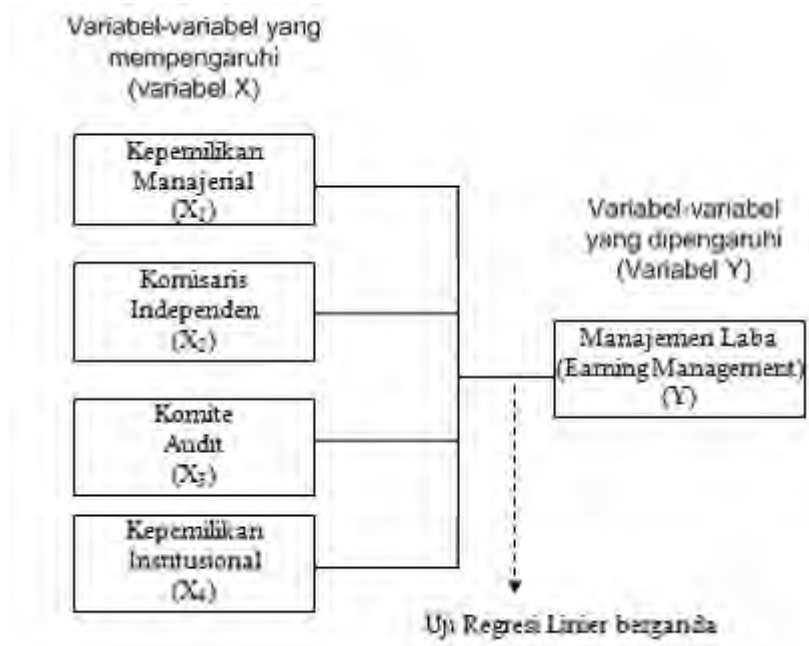 Variabel-variabel yang
mempengaruhi
(variabel X)
Kepemilikan
Manajerial
(X₁)
Komisaris
Independen
(X₂)
Komite
Audit
(X₃)
Kepemilikan
Institusional
(X₄)
Variabel-variabel
yang dipengaruhi
(Variabel Y)
Manajemen Laba
(Earning Management)
(Y)
Uji Regresi Linier berganda